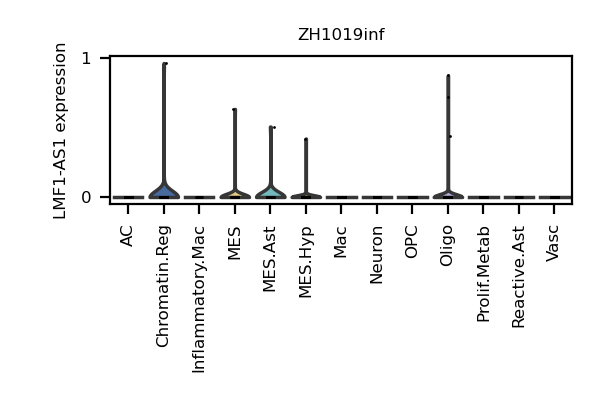 ZH1019inf
LMF1-AS1 expression
1
0
AC
Chromatin.Reg
Inflammatory.Mac
MES
MES.Ast
MES.Hyp
Mac
Neuron
OPC
Oligo
Prolif.Metab
Reactive.Ast
Vasc